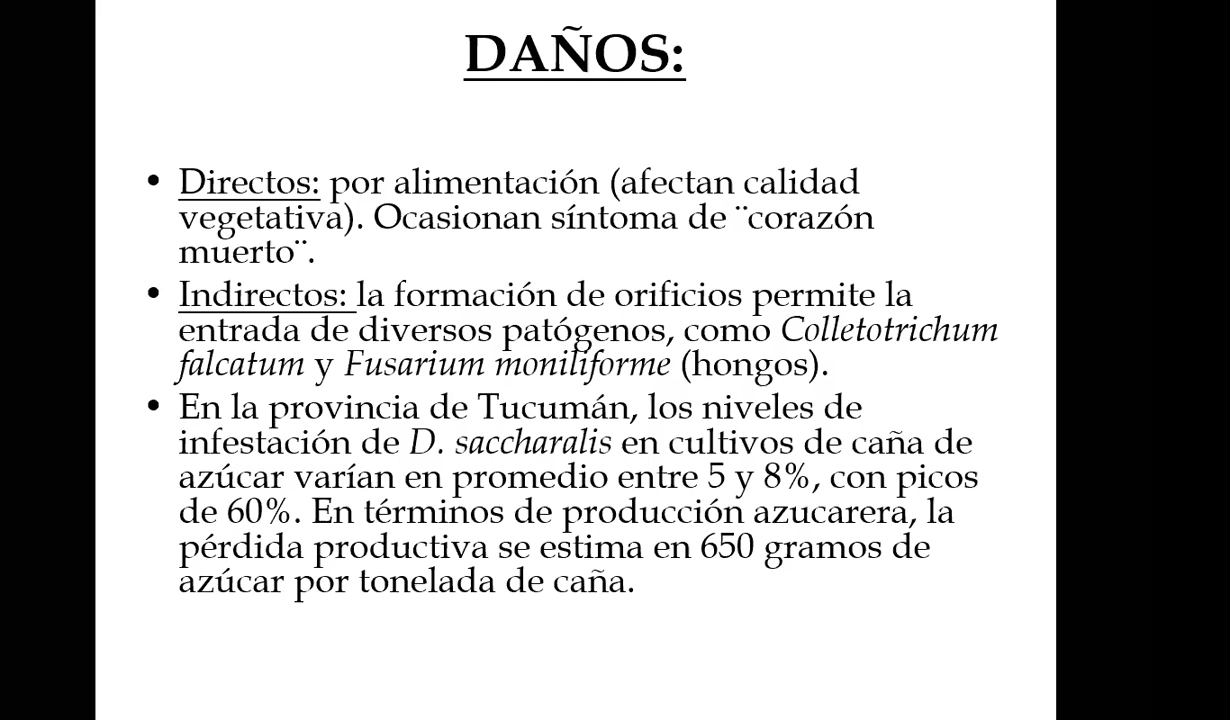 DAÑOS:
• Directos: por alimentación (afectan calidad
vegetativa). Ocasionan síntoma de ¨corazón
muerto¨.
• Indirectos: la formación de orificios permite la
entrada de diversos patógenos, como Colletotrichum
falcatum y Fusarium moniliforme (hongos).
• En la provincia de Tucumán, los niveles de
infestación de D. saccharalis en cultivos de caña de
azúcar varían en promedio entre 5 y 8%, con picos
de 60%. En términos de producción azucarera, la
pérdida productiva se estima en 650 gramos de
azúcar por tonelada de caña.